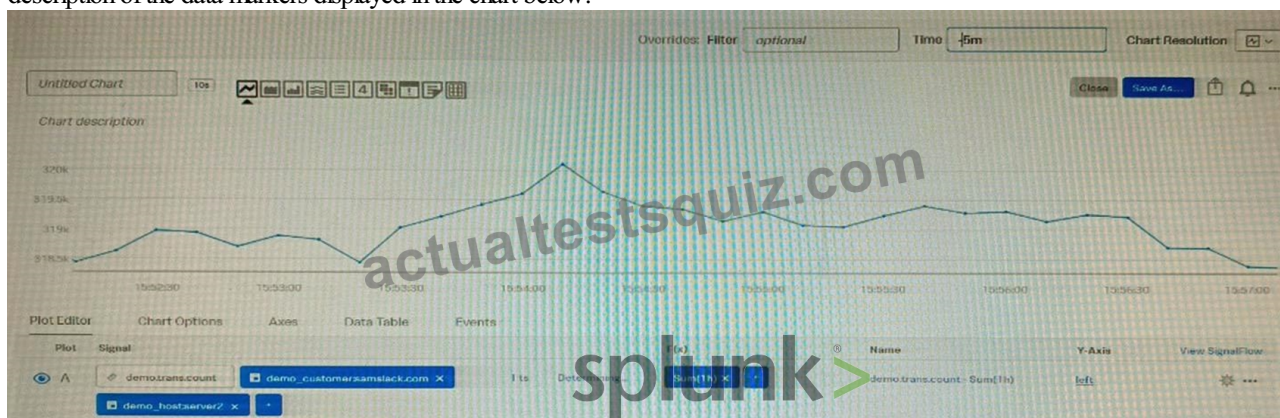 description of the data markers displayed in the chart below?
Overrides: Filter optional Time -5m Chart Resolution
Untitled Chart 10s Close Save As...
Chart description
320k
319.5k
319k
318.5k
15:52:30 15:53:00 15:53:30 15:54:00 15:54:30 15:55:00 15:55:30 15:56:00 15:56:30 15:57:00
actualtestsquiz.com
Plot Editor Chart Options Axes Data Table Events
Plot Signal F(x) Name Y-Axis View SignalFlow
A demo.trans.count demo_customer:samslack.com × 1 ts Sum(1h) × + demo.trans.count - Sum(1h) left
demo_host:server2 × +
splunk>®